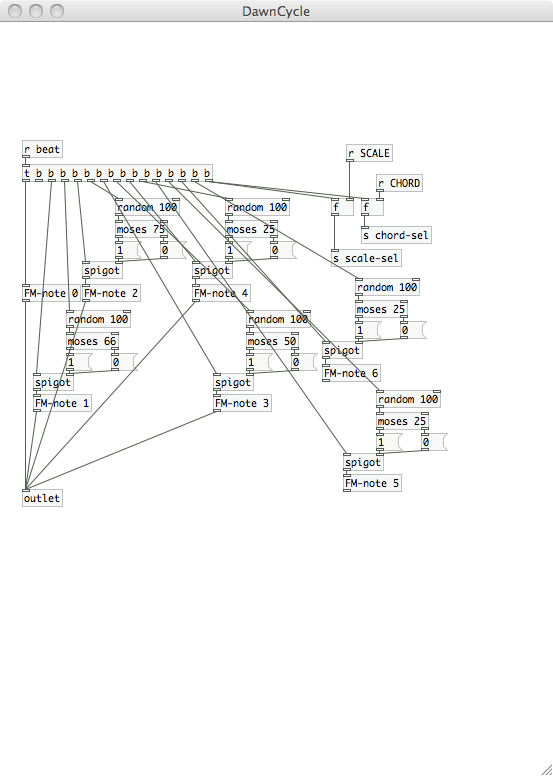 DawnCycle
r beat
r SCALE
t b b b b b b b b b b b b b b
r CHORD
random 100
random 100
f
f
moses 75
moses 25
s chord-sel
1
0
1
0
s scale-sel
spigot
spigot
random 100
FM-note 0
FM-note 2
FM-note 4
moses 25
random 100
random 100
1
0
moses 66
moses 50
spigot
1
0
1
0
FM-note 6
spigot
spigot
random 100
FM-note 1
FM-note 3
moses 25
1
0
spigot
FM-note 5
outlet